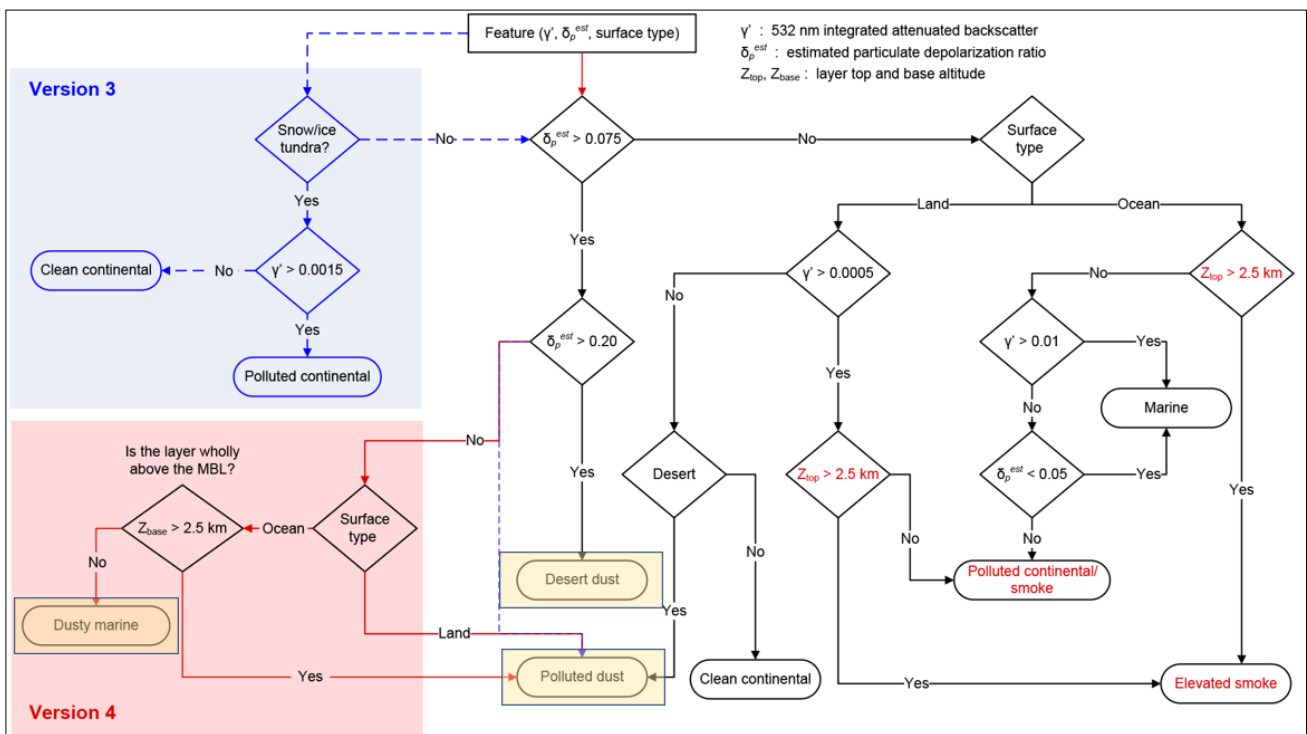 Feature (γ', δp^est, surface type)
γ' : 532 nm integrated attenuated backscatter
δp^est : estimated particulate depolarization ratio
Ztop, Zbase : layer top and base altitude
Version 3
Snow/ice
tundra?
No
δp^est > 0.075
No
Surface
type
Yes
Land
Ocean
Yes
Clean continental
No
γ' > 0.0015
γ' > 0.0005
No
Ztop > 2.5 km
No
Yes
δp^est > 0.20
γ' > 0.01
Yes
Polluted continental
Yes
Marine
No
No
Is the layer wholly
above the MBL?
Yes
Desert
Ztop > 2.5 km
δp^est < 0.05
Yes
Yes
Zbase > 2.5 km
Ocean
Surface
type
No
No
No
No
Desert dust
Polluted continental/
smoke
Yes
Dusty marine
Land
Yes
Polluted dust
Clean continental
Yes
Elevated smoke
Version 4